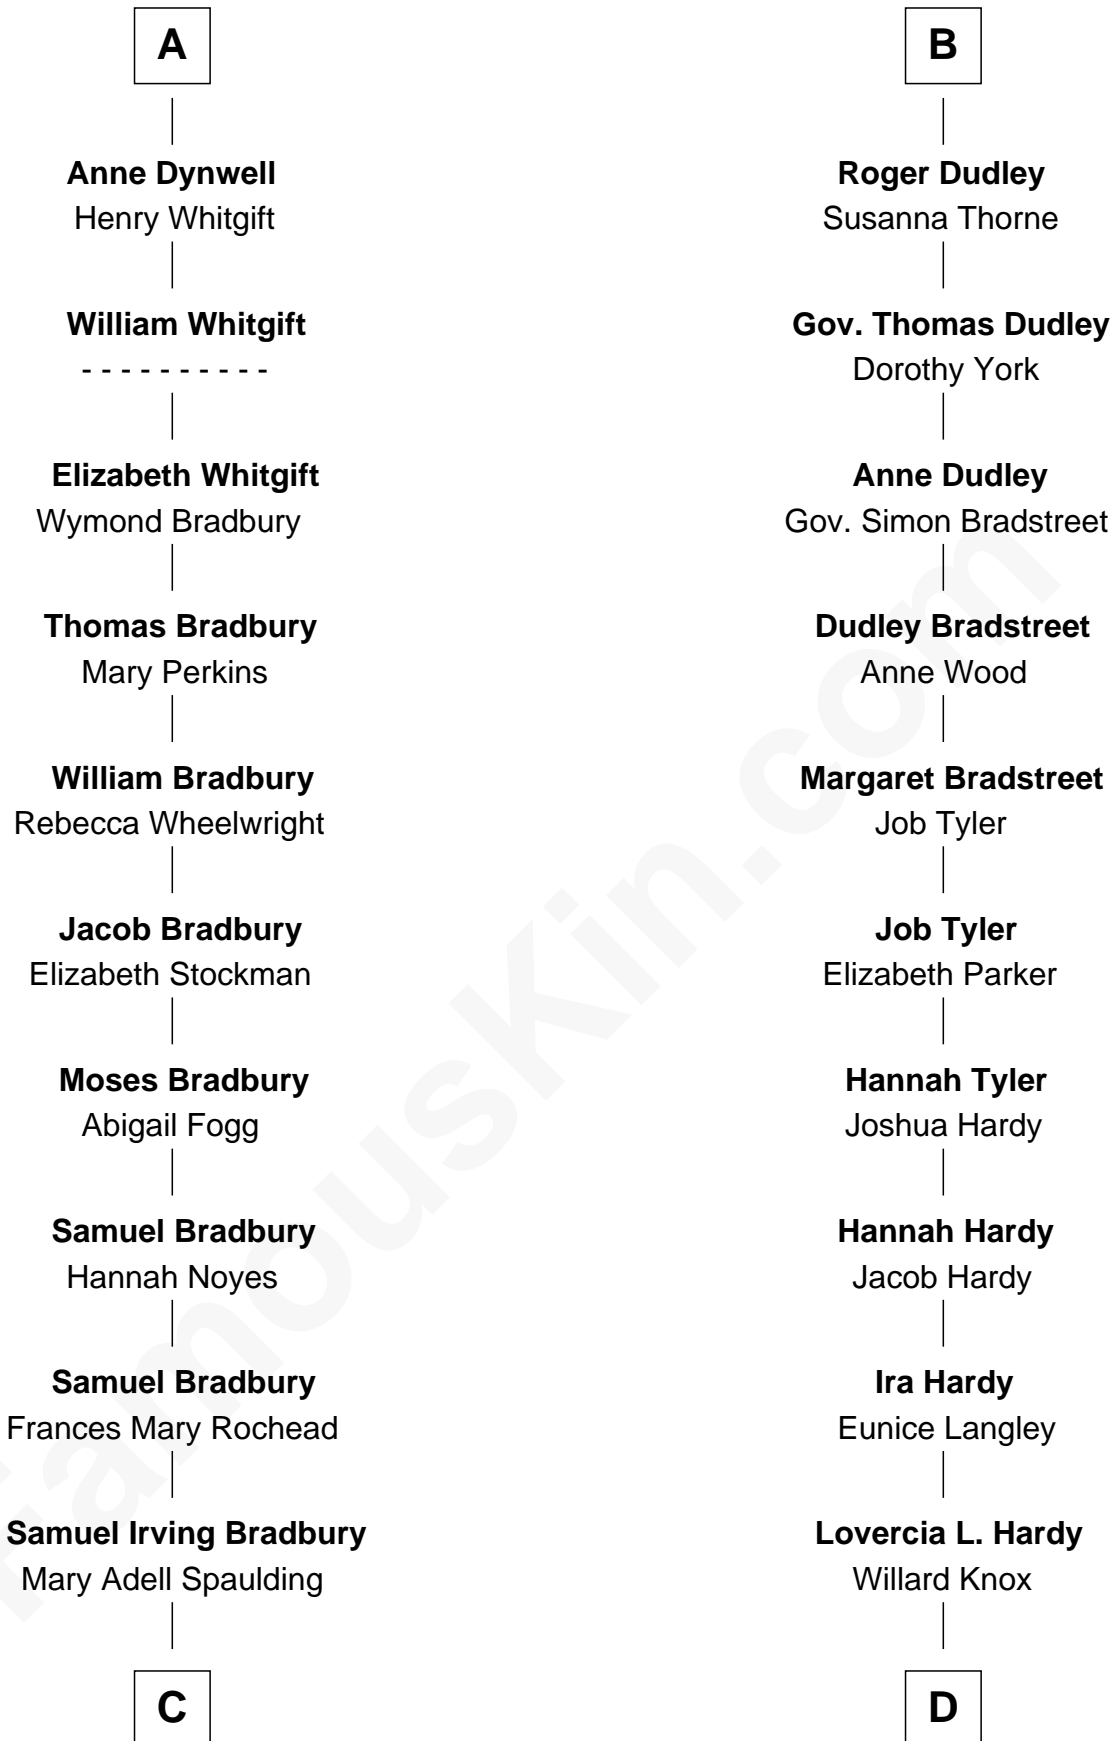 A
Anne Dynwell
Henry Whitgift
William Whitgift
- - - - - - - - - -
Elizabeth Whitgift
Wymond Bradbury
Thomas Bradbury
Mary Perkins
William Bradbury
Rebecca Wheelwright
Jacob Bradbury
Elizabeth Stockman
Moses Bradbury
Abigail Fogg
Samuel Bradbury
Hannah Noyes
Samuel Bradbury
Frances Mary Rochead
Samuel Irving Bradbury
Mary Adell Spaulding
C
B
Roger Dudley
Susanna Thorne
Gov. Thomas Dudley
Dorothy York
Anne Dudley
Gov. Simon Bradstreet
Dudley Bradstreet
Anne Wood
Margaret Bradstreet
Job Tyler
Job Tyler
Elizabeth Parker
Hannah Tyler
Joshua Hardy
Hannah Hardy
Jacob Hardy
Ira Hardy
Eunice Langley
Lovercia L. Hardy
Willard Knox
D
FamousKin.com